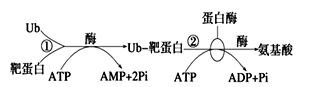 蛋白酶
Ub
酶
①
Ub-靶蛋白
②
氨基酸
靶蛋白
ATP
AMP+2Pi
ATP
ADP+Pi